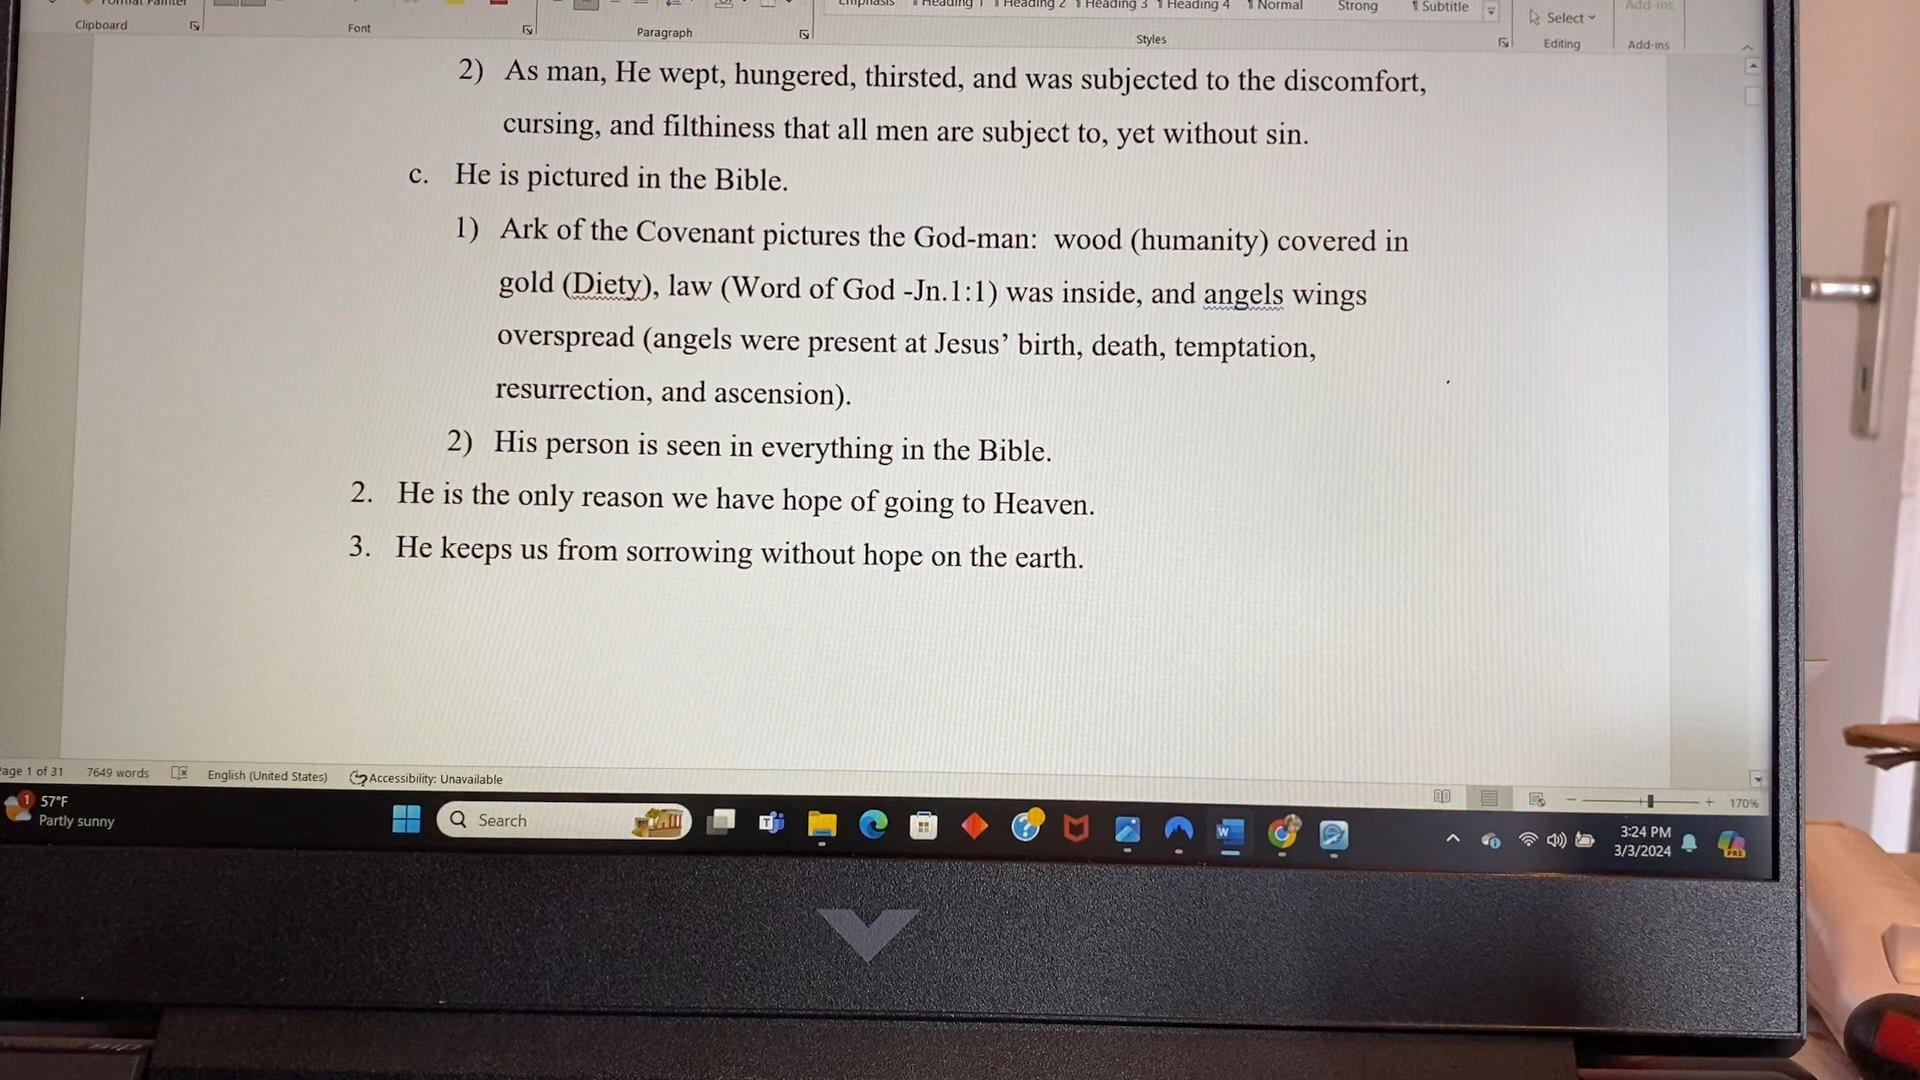 Format Painter
Emphasis ¶ Heading 1 ¶ Heading 2 ¶ Heading 3 ¶ Heading 4 ¶ Normal Strong ¶ Subtitle
Select
Add-ins
Clipboard Font Paragraph Styles Editing Add-ins
2) As man, He wept, hungered, thirsted, and was subjected to the discomfort,
cursing, and filthiness that all men are subject to, yet without sin.
c. He is pictured in the Bible.
1) Ark of the Covenant pictures the God-man: wood (humanity) covered in
gold (Diety), law (Word of God -Jn.1:1) was inside, and angels wings
overspread (angels were present at Jesus’ birth, death, temptation,
resurrection, and ascension).
2) His person is seen in everything in the Bible.
2. He is the only reason we have hope of going to Heaven.
3. He keeps us from sorrowing without hope on the earth.
age 1 of 31 7649 words English (United States) Accessibility: Unavailable
170%
1 57°F
Partly sunny
Search
3:24 PM
3/3/2024